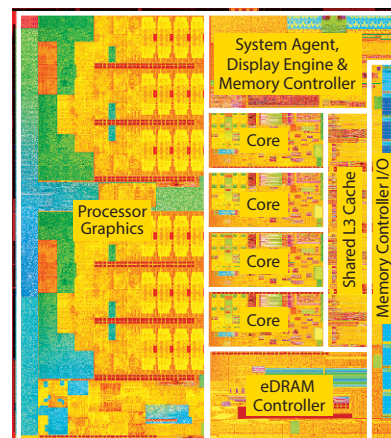 System Agent,
Display Engine &
Memory Controller
Core
Core
Core
Core
Processor
Graphics
Shared L3 Cache
Memory Controller I/O
eDRAM
Controller